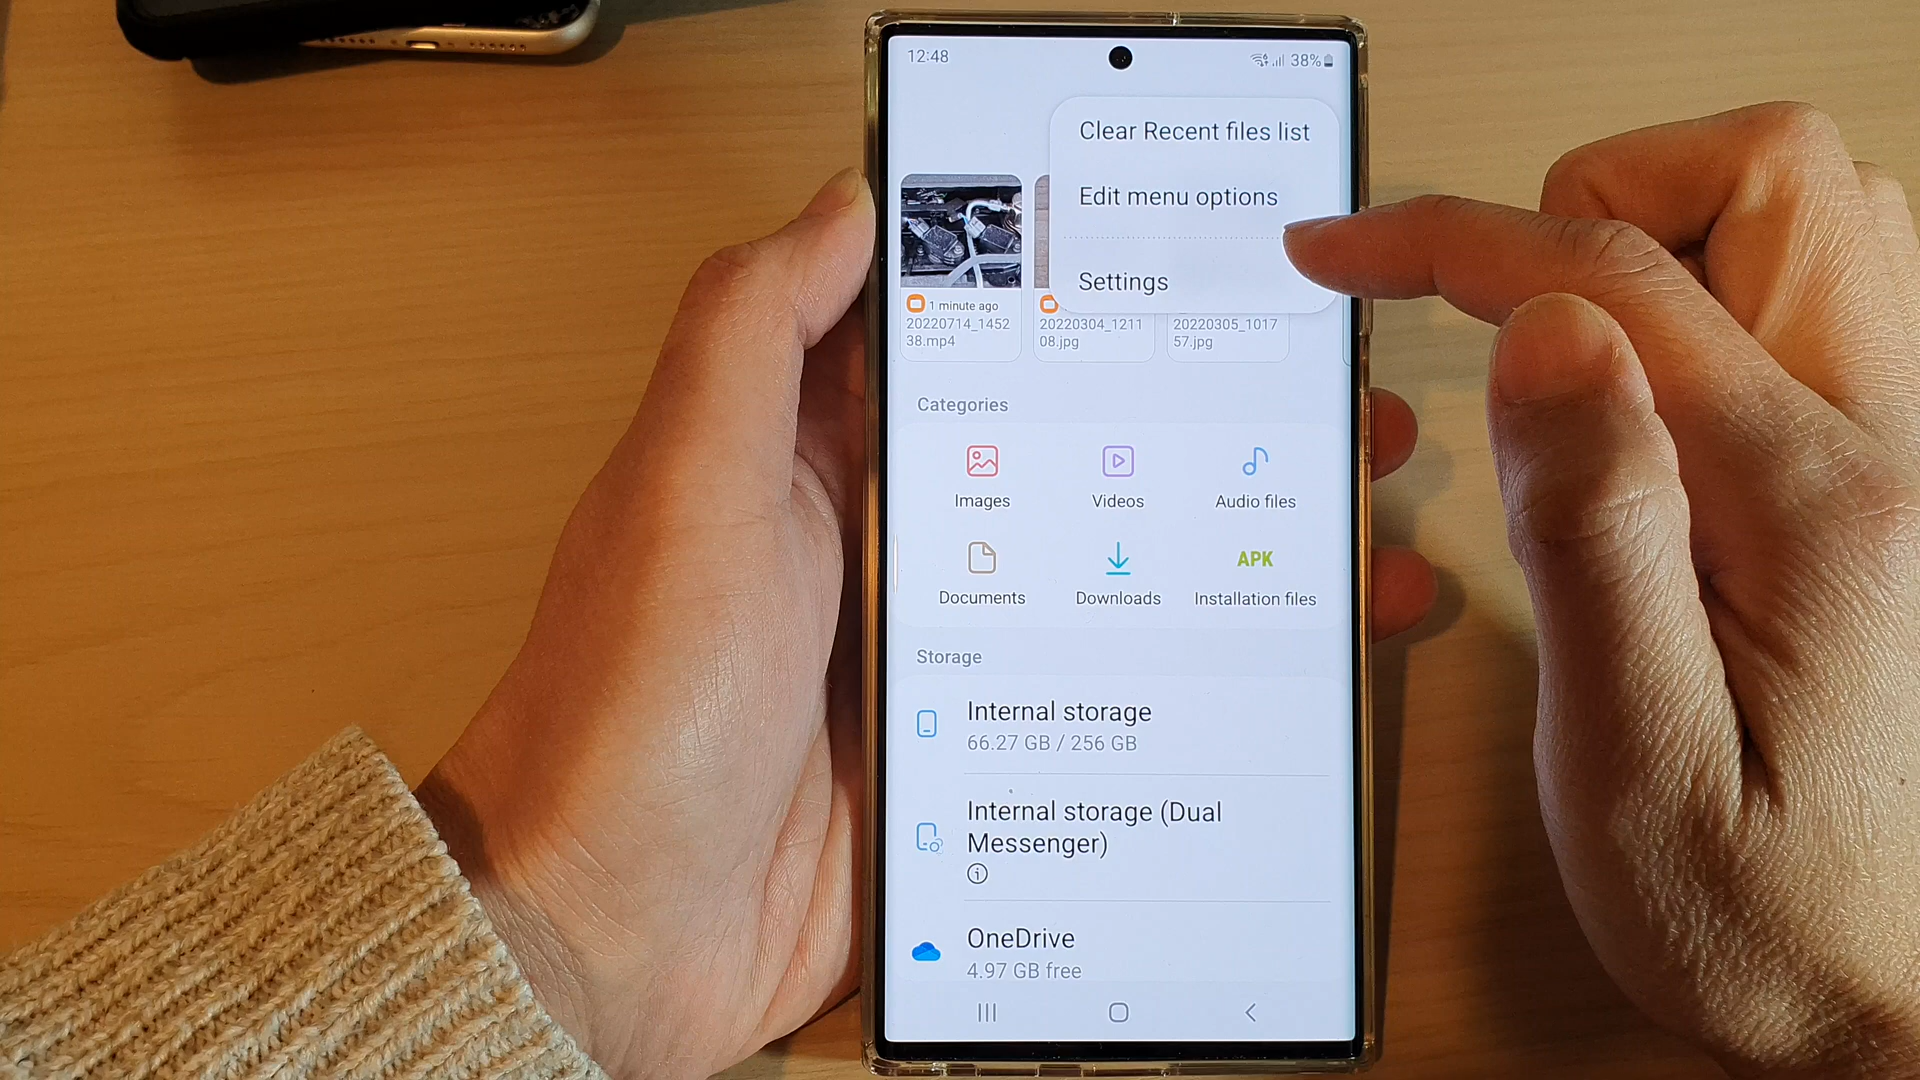 12:48
38%
Clear Recent files list
Edit menu options
Settings
1 minute ago
20220714_1452
38.mp4
20220304_1211
08.jpg
20220305_1017
57.jpg
Categories
Images
Videos
Audio files
APK
Documents
Downloads
Installation files
Storage
Internal storage
66.27 GB / 256 GB
Internal storage (Dual
Messenger)
OneDrive
4.97 GB free